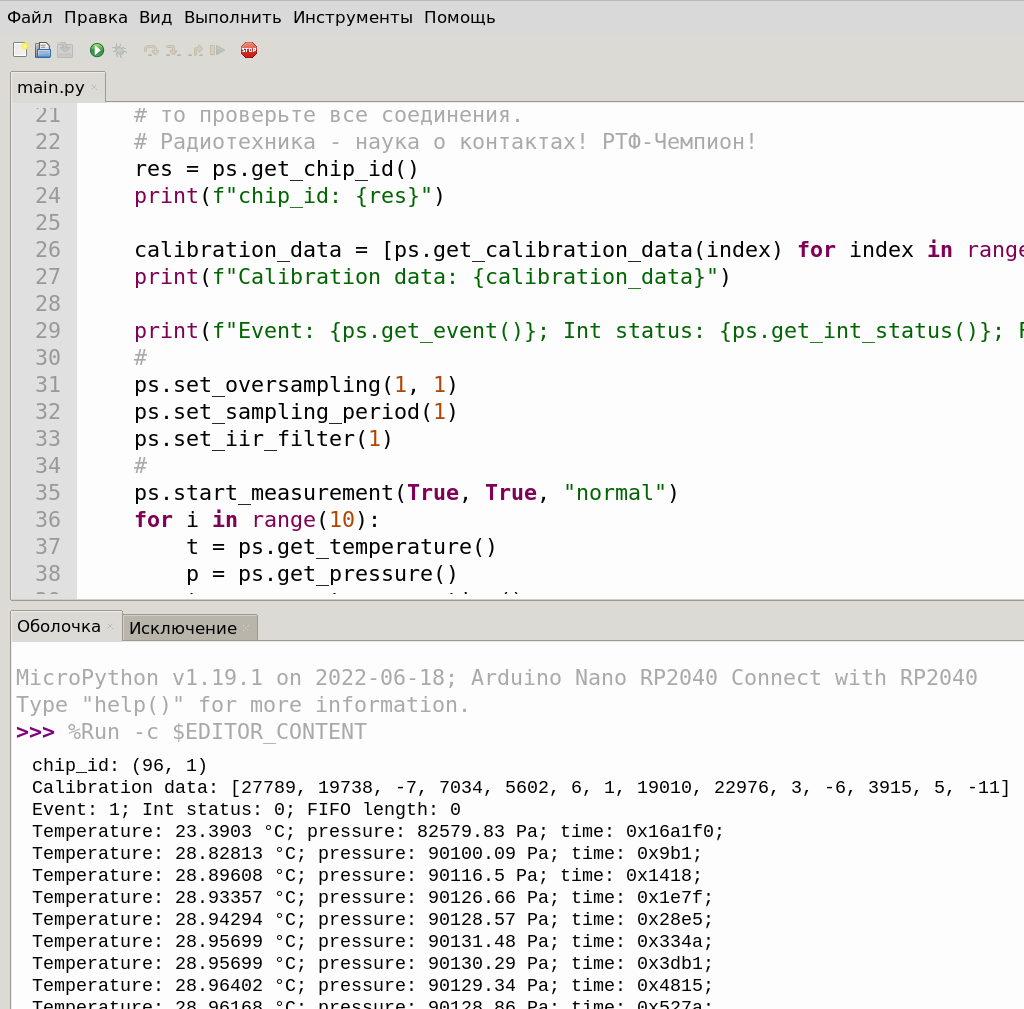 Файл Правка Вид Выполнить Инструменты Помощь
STOP
main.py
21 # то проверьте все соединения.
22 # Радиотехника - наука о контактах! РТФ-Чемпион!
23 res = ps.get_chip_id()
24 print(f"chip_id: {res}")
25
26 calibration_data = [ps.get_calibration_data(index) for index in range
27 print(f"Calibration data: {calibration_data}")
28
29 print(f"Event: {ps.get_event()}; Int status: {ps.get_int_status()}; F
30 #
31 ps.set_oversampling(1, 1)
32 ps.set_sampling_period(1)
33 ps.set_iir_filter(1)
34 #
35 ps.start_measurement(True, True, "normal")
36 for i in range(10):
37 t = ps.get_temperature()
38 p = ps.get_pressure()
Оболочка Исключение
MicroPython v1.19.1 on 2022-06-18; Arduino Nano RP2040 Connect with RP2040
Type "help()" for more information.
>>> %Run -c $EDITOR_CONTENT
chip_id: (96, 1)
Calibration data: [27789, 19738, -7, 7034, 5602, 6, 1, 19010, 22976, 3, -6, 3915, 5, -11]
Event: 1; Int status: 0; FIFO length: 0
Temperature: 23.3903 °C; pressure: 82579.83 Pa; time: 0x16a1f0;
Temperature: 28.82813 °C; pressure: 90100.09 Pa; time: 0x9b1;
Temperature: 28.89608 °C; pressure: 90116.5 Pa; time: 0x1418;
Temperature: 28.93357 °C; pressure: 90126.66 Pa; time: 0x1e7f;
Temperature: 28.94294 °C; pressure: 90128.57 Pa; time: 0x28e5;
Temperature: 28.95699 °C; pressure: 90131.48 Pa; time: 0x334a;
Temperature: 28.95699 °C; pressure: 90130.29 Pa; time: 0x3db1;
Temperature: 28.96402 °C; pressure: 90129.34 Pa; time: 0x4815;
Temperature: 28.96168 °C; pressure: 90128.86 Pa; time: 0x527a;